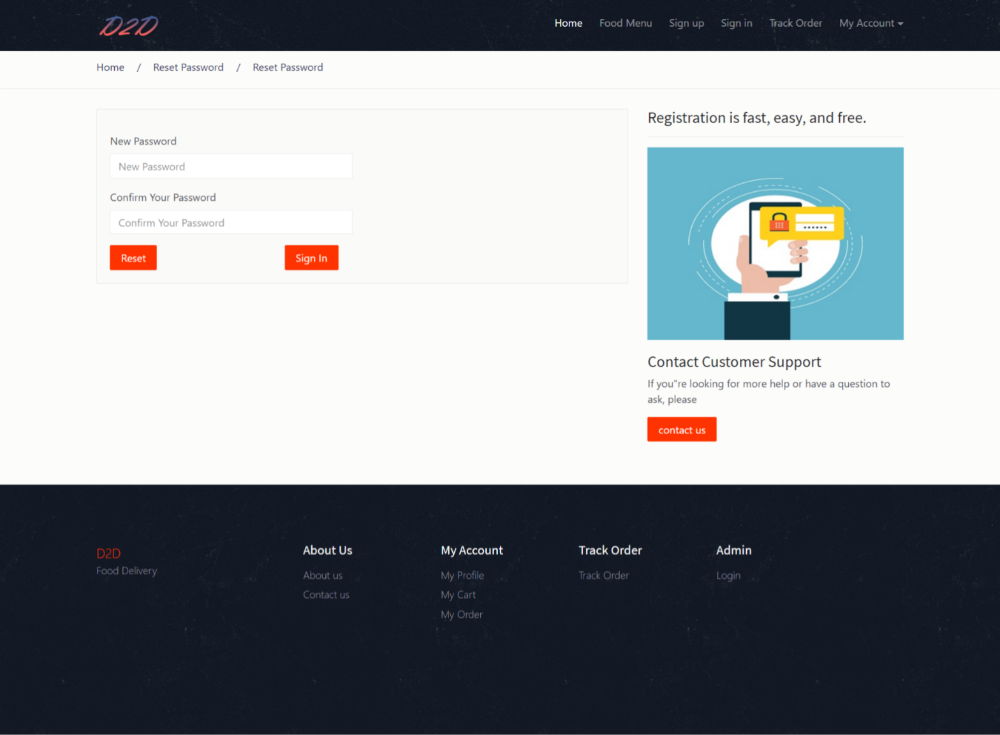 D2D
Home Food Menu Sign up Sign in Track Order My Account
Home / Reset Password / Reset Password
New Password
New Password
Confirm Your Password
Confirm Your Password
Reset Sign In
Registration is fast, easy, and free.
Contact Customer Support
If you"re looking for more help or have a question to
ask, please
contact us
D2D
Food Delivery
About Us
About us
Contact us
My Account
My Profile
My Cart
My Order
Track Order
Track Order
Admin
Login